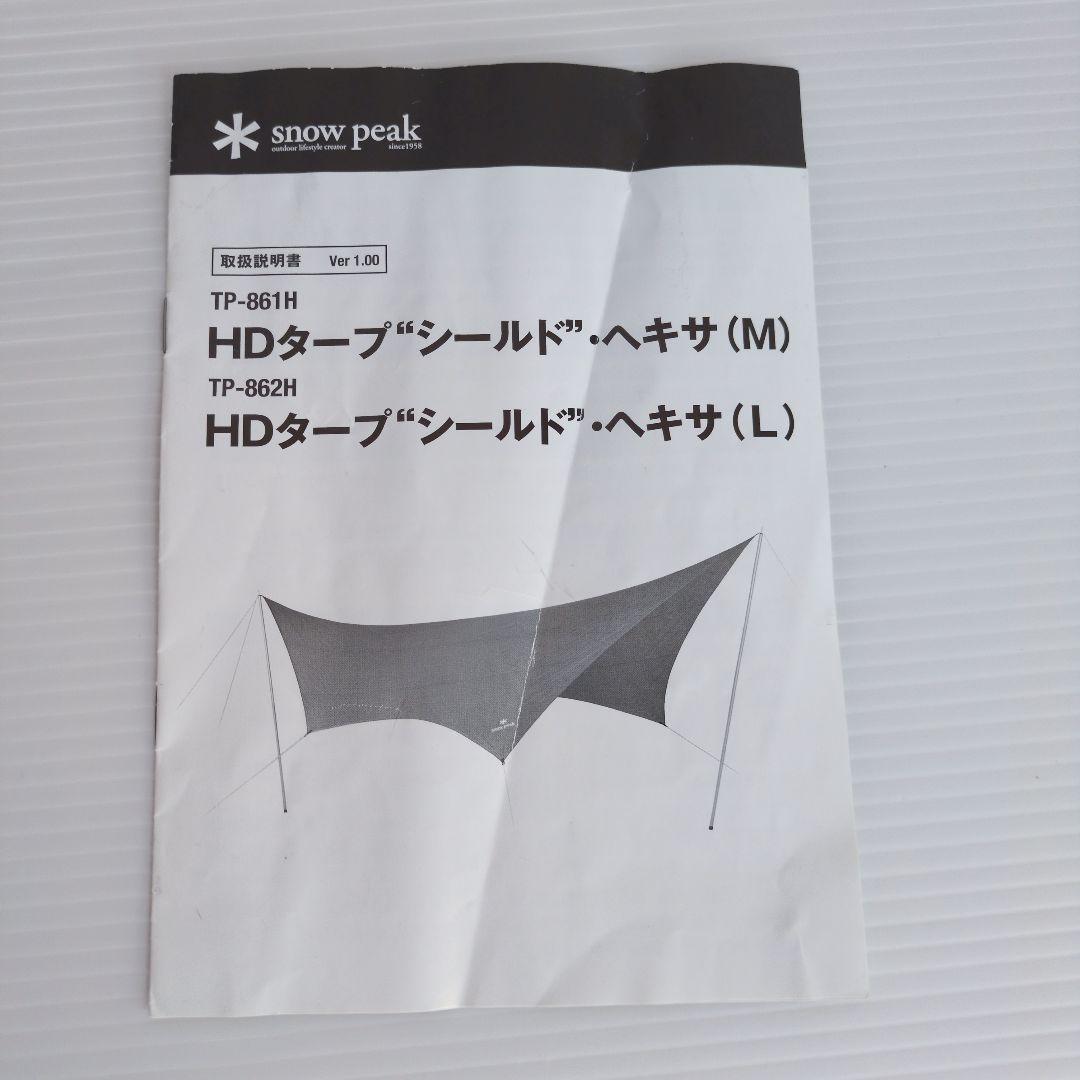 snow peak
outdoor lifestyle creator since1958
取扱説明書 Ver 1.00
TP-861H
HDタープ“シールド”・ヘキサ(M)
TP-862H
HDタープ“シールド”・ヘキサ(L)
snow peak